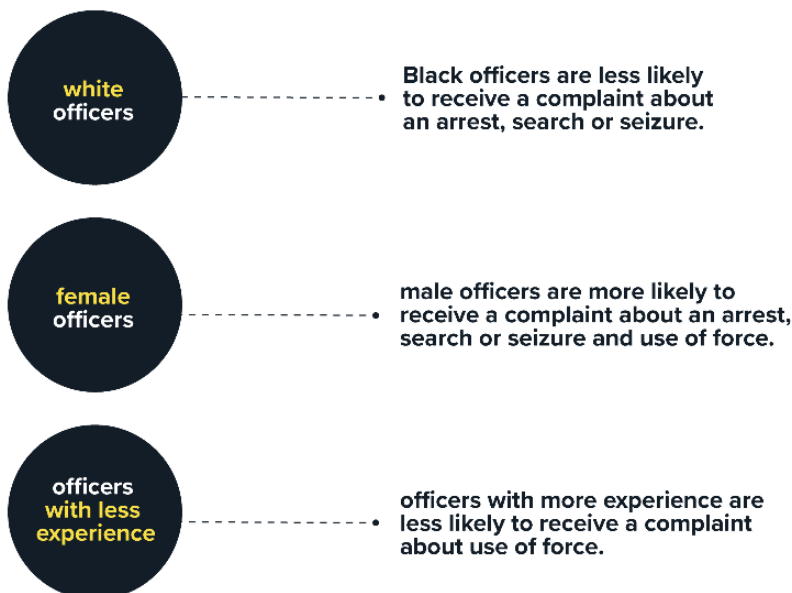 white
officers
Black officers are less likely
to receive a complaint about
an arrest, search or seizure.
female
officers
male officers are more likely to
receive a complaint about an arrest,
search or seizure and use of force.
officers
with less
experience
officers with more experience are
less likely to receive a complaint
about use of force.